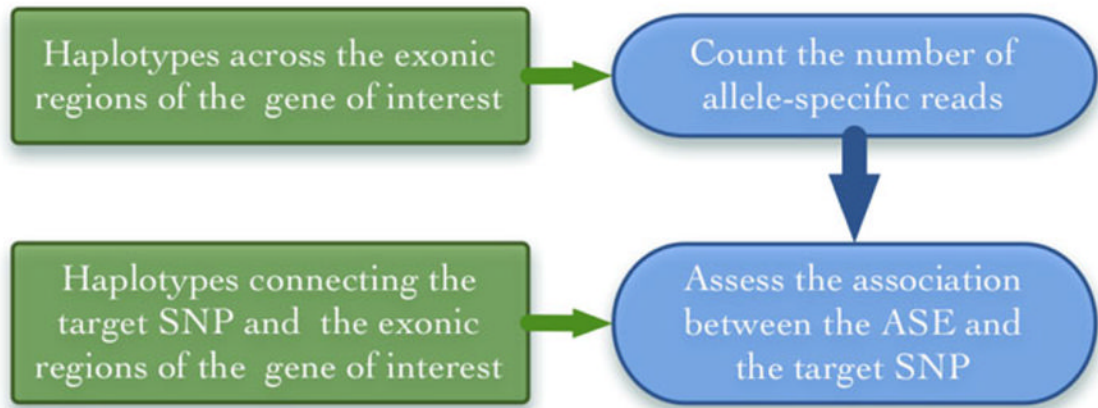 Haplotypes across the exonic
regions of the gene of interest
Count the number of
allele-specific reads
Haplotypes connecting the
target SNP and the exonic
regions of the gene of interest
Assess the association
between the ASE and
the target SNP